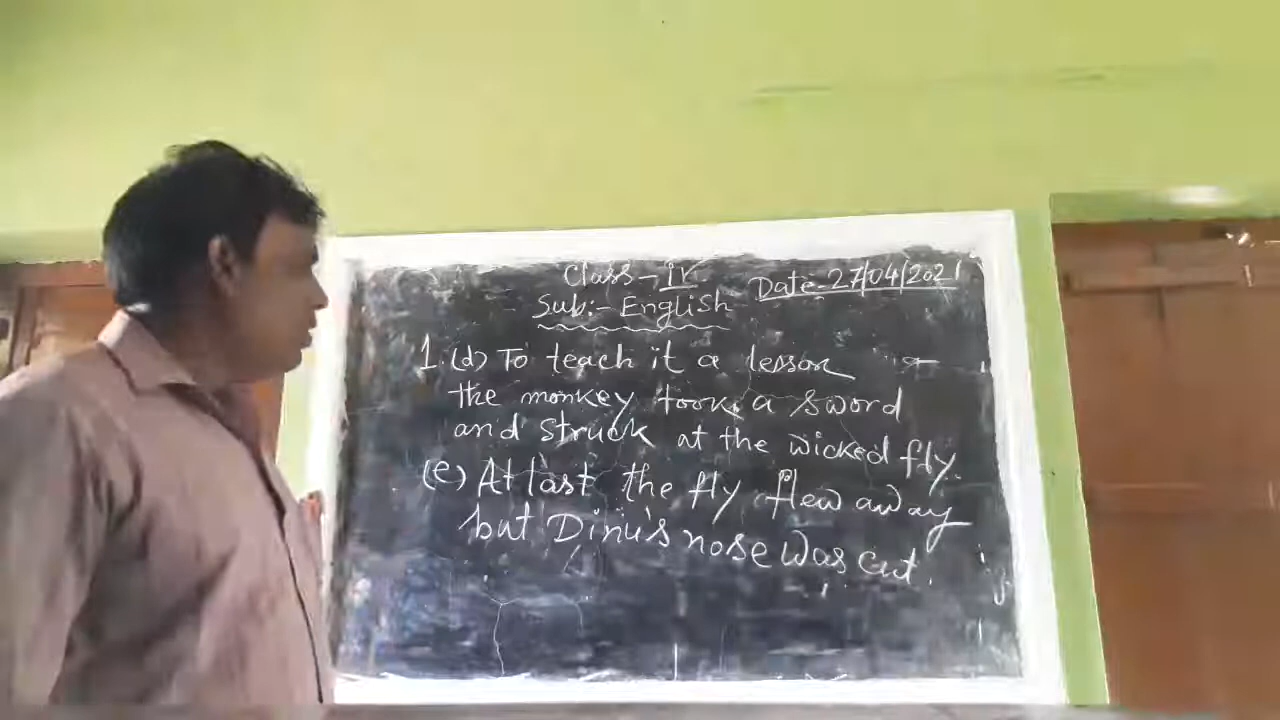 Class-IV
Date-27/04/2021
Sub:- English
1. (d) To teach it a lesson
the monkey took a sword
and struck at the wicked fly.
(e) At last the fly flew away
but Dinu's nose was cut.